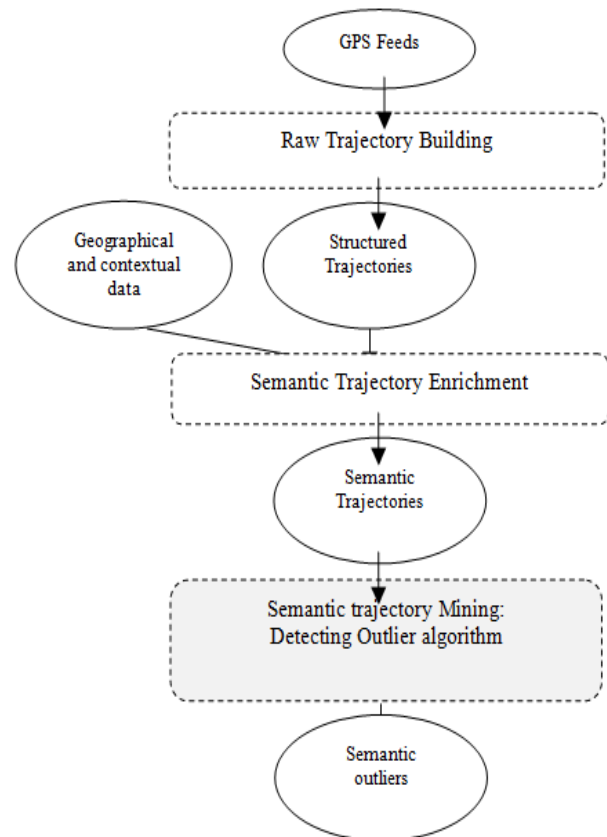 GPS Feeds
Raw Trajectory Building
Geographical
and contextual
data
Structured
Trajectories
Semantic Trajectory Enrichment
Semantic
Trajectories
Semantic trajectory Mining:
Detecting Outlier algorithm
Semantic
outliers